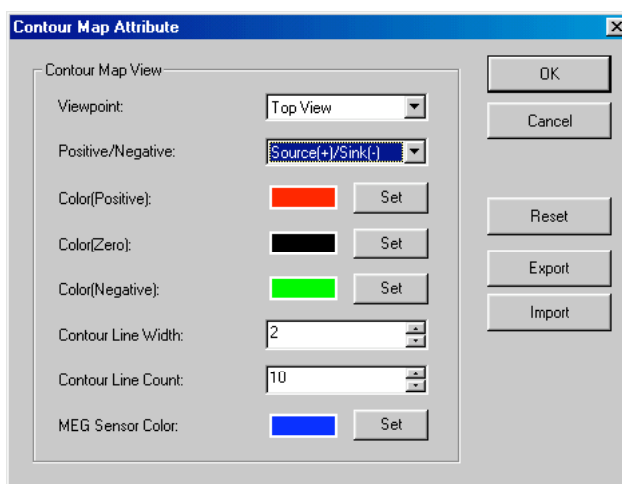 Contour Map Attribute
Contour Map View
Viewpoint: Top View
Positive/Negative: Source(+)/Sink(-)
Color(Positive): Set
Color(Zero): Set
Color(Negative): Set
Contour Line Width: 2
Contour Line Count: 10
MEG Sensor Color: Set
OK
Cancel
Reset
Export
Import